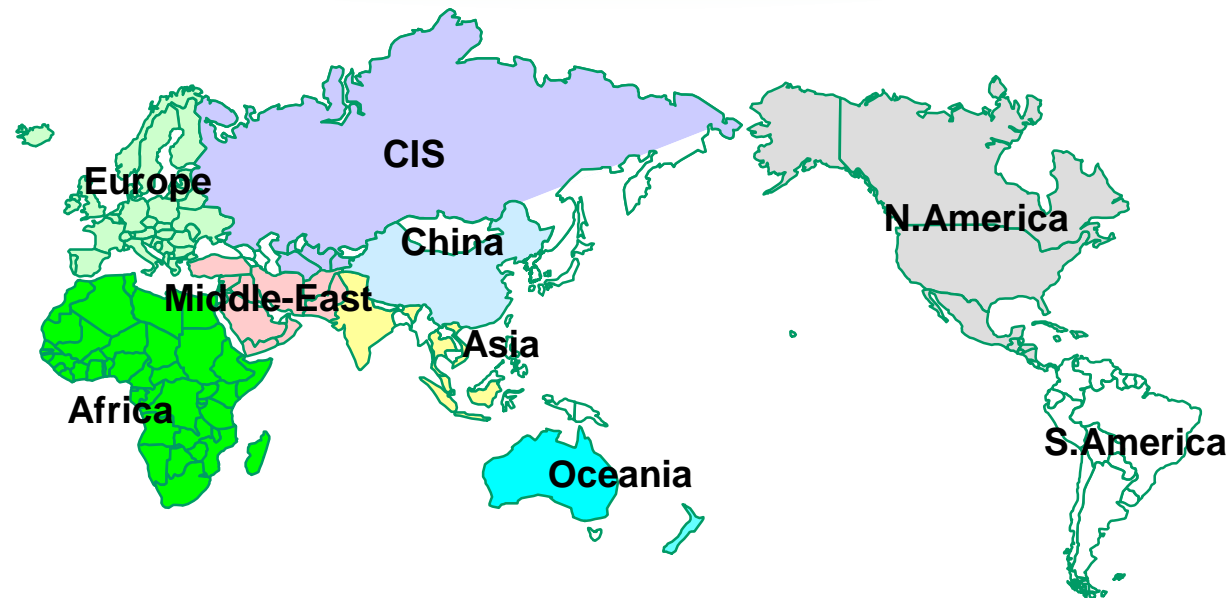 CIS
Europe
N.America
China
Middle-East
Asia
Africa
S.America
Oceania